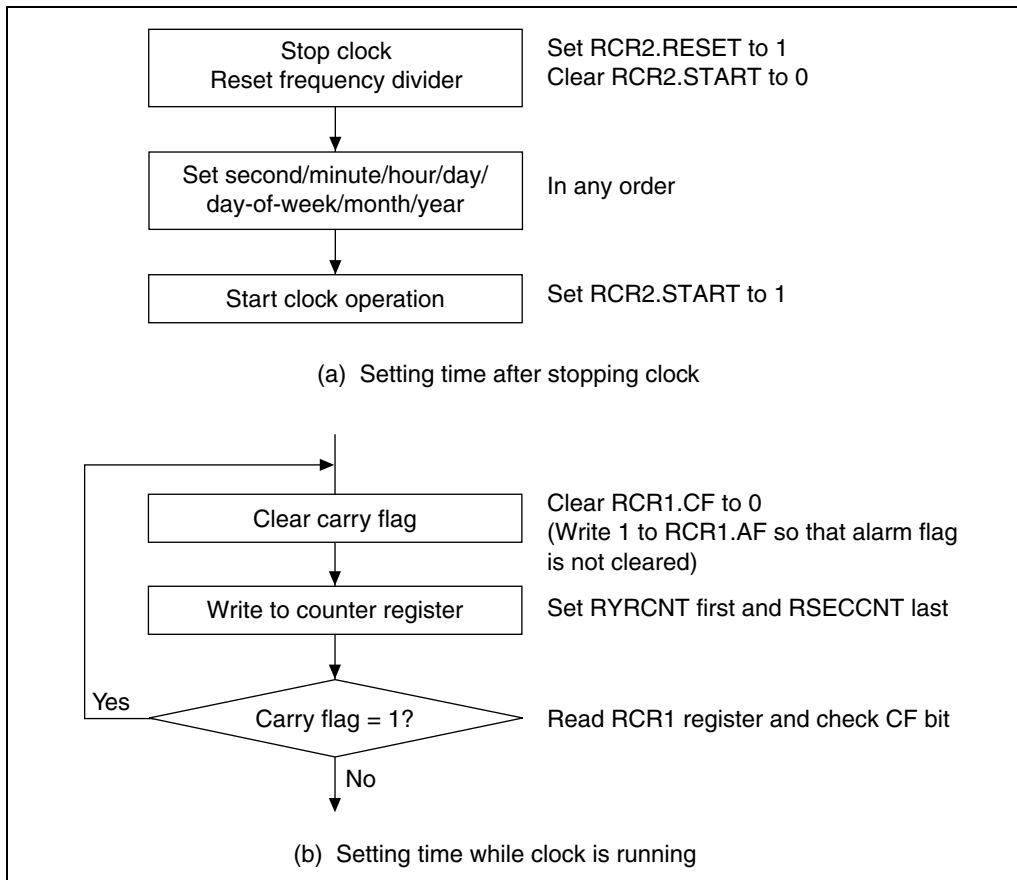 Stop clock
Reset frequency divider
Set RCR2.RESET to 1
Clear RCR2.START to 0
Set second/minute/hour/day/
day-of-week/month/year
In any order
Start clock operation
Set RCR2.START to 1
(a) Setting time after stopping clock
Clear carry flag
Clear RCR1.CF to 0
(Write 1 to RCR1.AF so that alarm flag
is not cleared)
Write to counter register
Set RYRCNT first and RSECCNT last
Yes
Carry flag = 1?
Read RCR1 register and check CF bit
No
(b) Setting time while clock is running